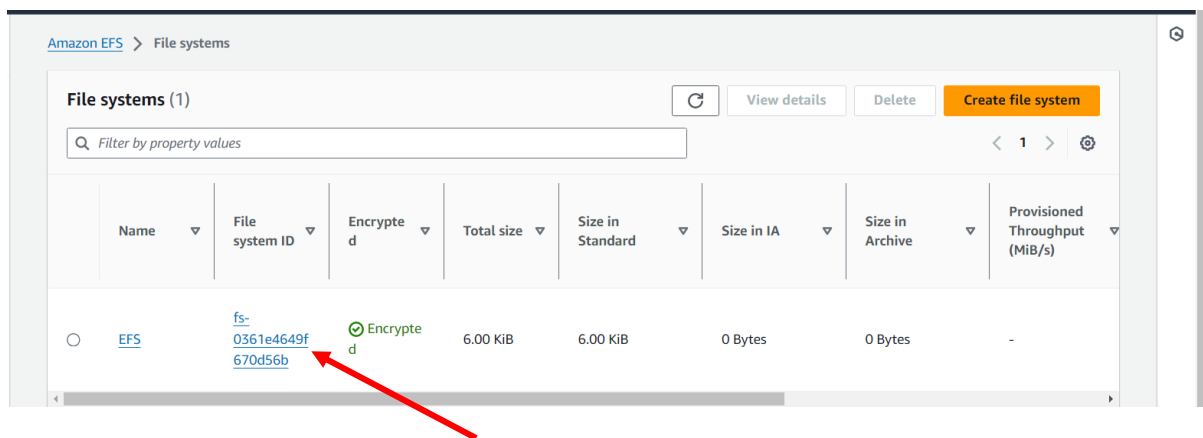 Amazon EFS > File systems
File systems (1)
View details
Delete
Create file system
Filter by property values
< 1 >
Name
File
system ID
Encrypte
d
Total size
Size in
Standard
Size in IA
Size in
Archive
Provisioned
Throughput
(MiB/s)
EFS
fs-
0361e4649f
670d56b
Encrypte
d
6.00 KiB
6.00 KiB
0 Bytes
0 Bytes
-